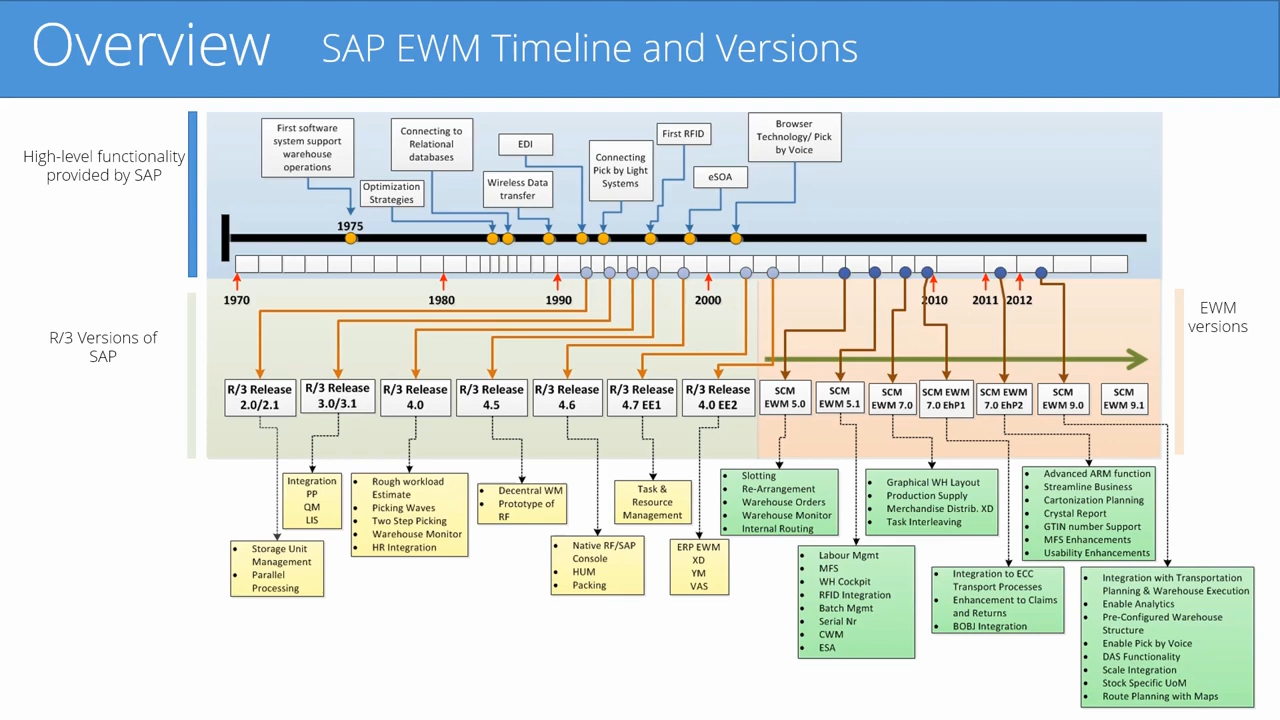 Overview SAP EWM Timeline and Versions
High-level functionality
provided by SAP
First software
system support
warehouse
operations
Optimization
Strategies
Connecting to
Relational
databases
EDI
Wireless Data
transfer
Connecting
Pick by Light
Systems
First RFID
eSOA
Browser
Technology/ Pick
by Voice
1975
1970
1980
1990
2000
2010
2011
2012
R/3 Versions of
SAP
EWM
versions
R/3 Release
2.0/2.1
R/3 Release
3.0/3.1
R/3 Release
4.0
R/3 Release
4.5
R/3 Release
4.6
R/3 Release
4.7 EE1
R/3 Release
4.0 EE2
SCM
EWM 5.0
SCM
EWM 5.1
SCM
EWM 7.0
SCM EWM
7.0 EhP1
SCM EWM
7.0 EhP2
SCM
EWM 9.0
SCM
EWM 9.1
• Storage Unit
Management
• Parallel
Processing
Integration
PP
QM
LIS
• Rough workload
Estimate
• Picking Waves
• Two Step Picking
• Warehouse Monitor
• HR Integration
• Decentral WM
• Prototype of
RF
• Native RF/SAP
Console
• HUM
• Packing
Task &
Resource
Management
ERP EWM
XD
YM
VAS
• Slotting
• Re-Arrangement
• Warehouse Orders
• Warehouse Monitor
• Internal Routing
• Labour Mgmt
• MFS
• WH Cockpit
• RFID Integration
• Batch Mgmt
• Serial Nr
• CWM
• ESA
• Graphical WH Layout
• Production Supply
• Merchandise Distrib. XD
• Task Interleaving
• Integration to ECC
Transport Processes
• Enhancement to Claims
and Returns
• BOBJ Integration
• Advanced ARM function
• Streamline Business
• Cartonization Planning
• Crystal Report
• GTIN number Support
• MFS Enhancements
• Usability Enhancements
• Integration with Transportation
Planning & Warehouse Execution
• Enable Analytics
• Pre-Configured Warehouse
Structure
• Enable Pick by Voice
• DAS Functionality
• Scale Integration
• Stock Specific UoM
• Route Planning with Maps